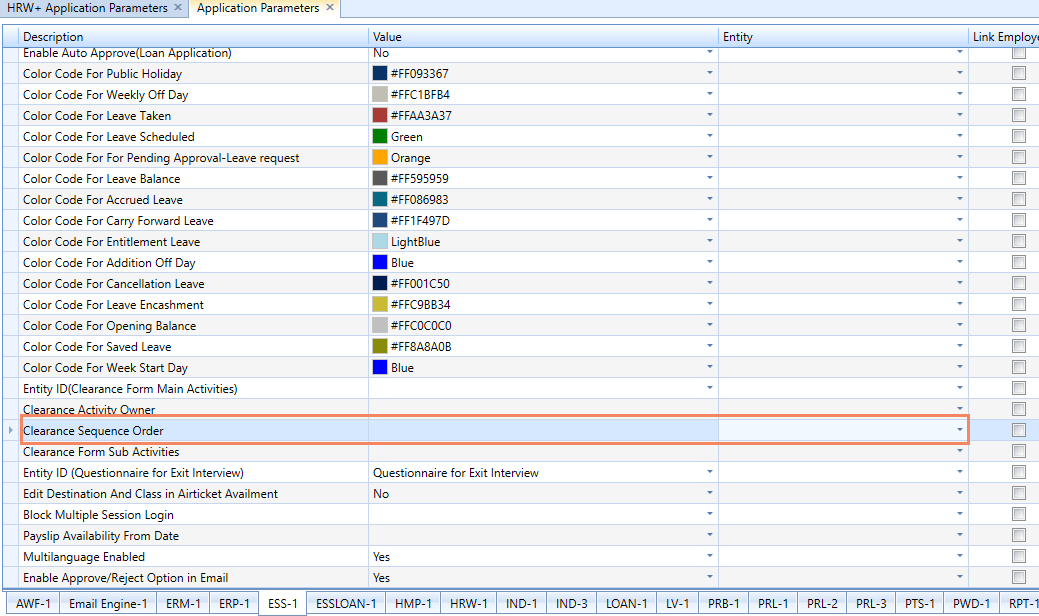 HRW+ Application Parameters × Application Parameters ×
Description Value Entity Link Employe
Enable Auto Approve(Loan Application) No
Color Code For Public Holiday #FF093367
Color Code For Weekly Off Day #FFC1BFB4
Color Code For Leave Taken #FFAA3A37
Color Code For Leave Scheduled Green
Color Code For For Pending Approval-Leave request Orange
Color Code For Leave Balance #FF595959
Color Code For Accrued Leave #FF086983
Color Code For Carry Forward Leave #FF1F497D
Color Code For Entitlement Leave LightBlue
Color Code For Addition Off Day Blue
Color Code For Cancellation Leave #FF001C50
Color Code For Leave Encashment #FFC9BB34
Color Code For Opening Balance #FFC0C0C0
Color Code For Saved Leave #FF8A8A0B
Color Code For Week Start Day Blue
Entity ID(Clearance Form Main Activities)
Clearance Activity Owner
Clearance Sequence Order
Clearance Form Sub Activities
Entity ID (Questionnaire for Exit Interview) Questionnaire for Exit Interview
Edit Destination And Class in Airticket Availment No
Block Multiple Session Login
Payslip Availability From Date
Multilanguage Enabled Yes
Enable Approve/Reject Option in Email Yes
AWF-1 Email Engine-1 ERM-1 ERP-1 ESS-1 ESSLOAN-1 HMP-1 HRW-1 IND-1 IND-3 LOAN-1 LV-1 PRB-1 PRL-1 PRL-2 PRL-3 PTS-1 PWD-1 RPT-1